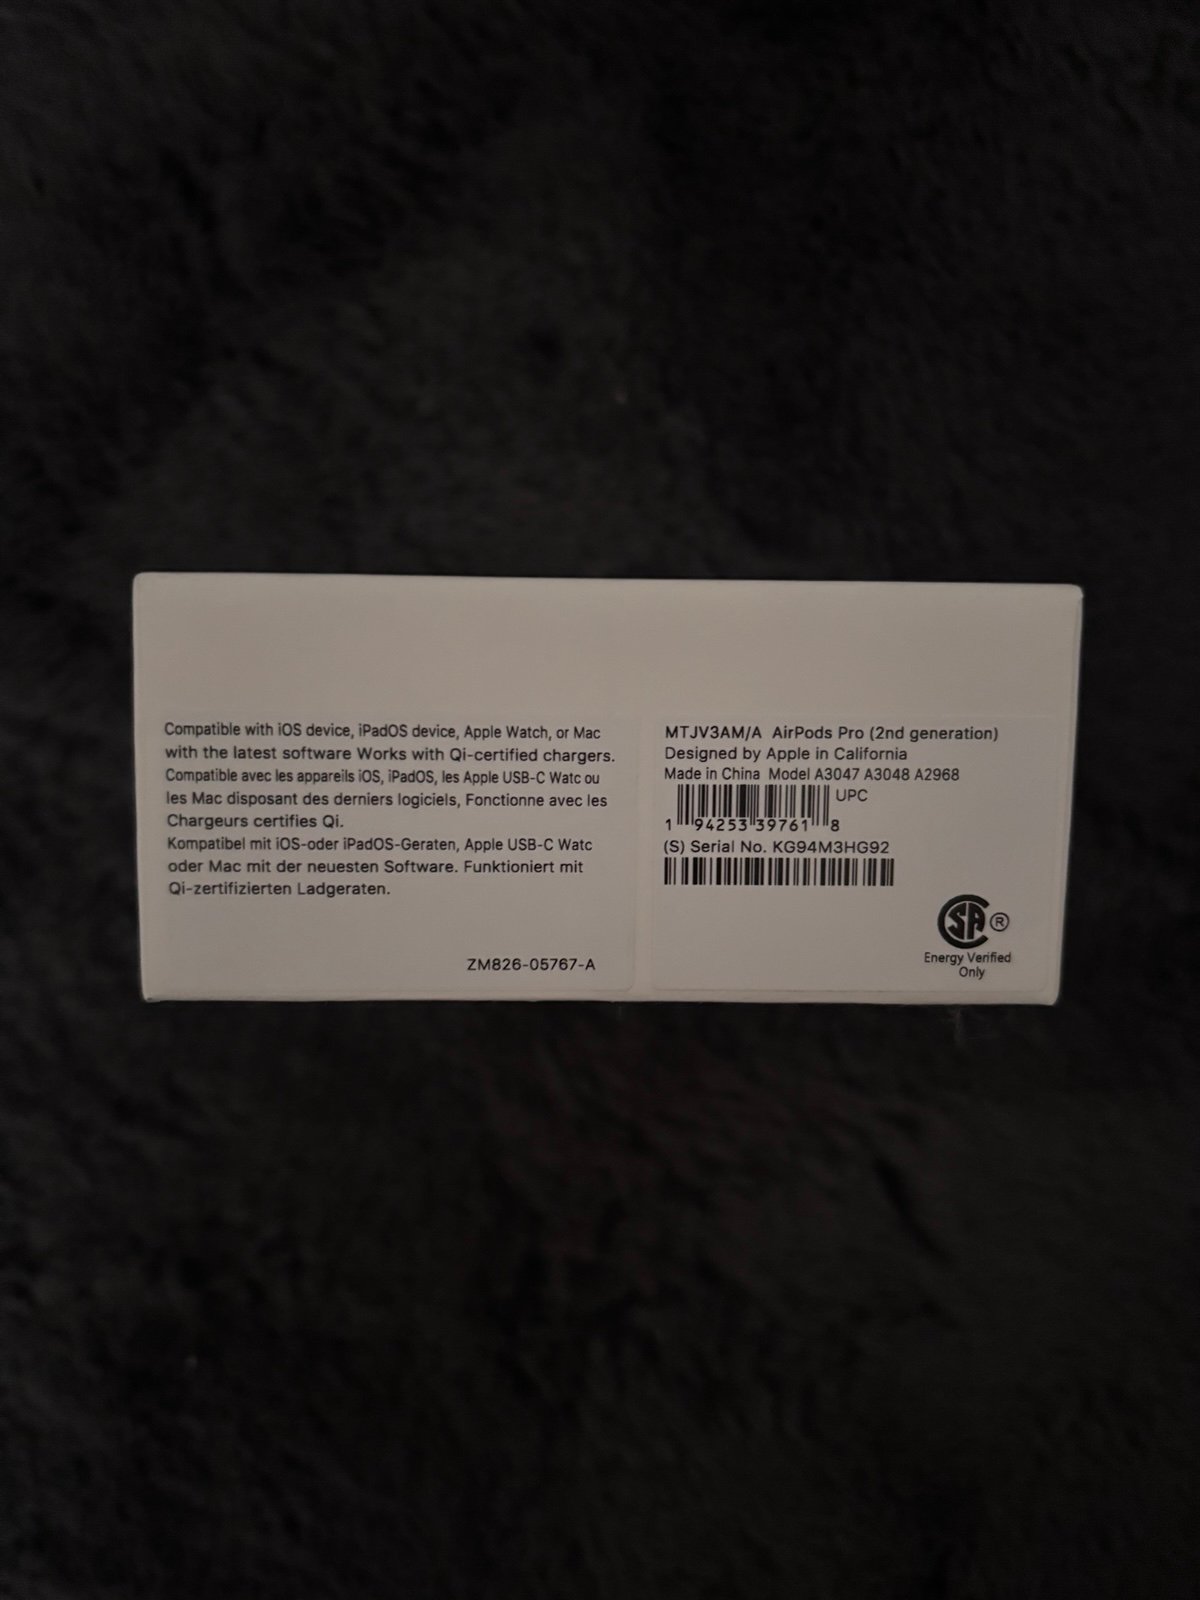 Compatible with iOS device, iPadOS device, Apple Watch, or Mac
with the latest software Works with Qi-certified chargers.
Compatible avec les appareils iOS, iPadOS, les Apple USB-C Watc ou
les Mac disposant des derniers logiciels, Fonctionne avec les
Chargeurs certifies Qi.
Kompatibel mit iOS-oder iPadOS-Geraten, Apple USB-C Watc
oder Mac mit der neuesten Software. Funktioniert mit
Qi-zertifizierten Ladgeraten.
ZM826-05767-A
MTJV3AM/A AirPods Pro (2nd generation)
Designed by Apple in California
Made in China Model A3047 A3048 A2968
UPC
1 94253 39761 8
(S) Serial No. KG94M3HG92
SA ®
Energy Verified
Only